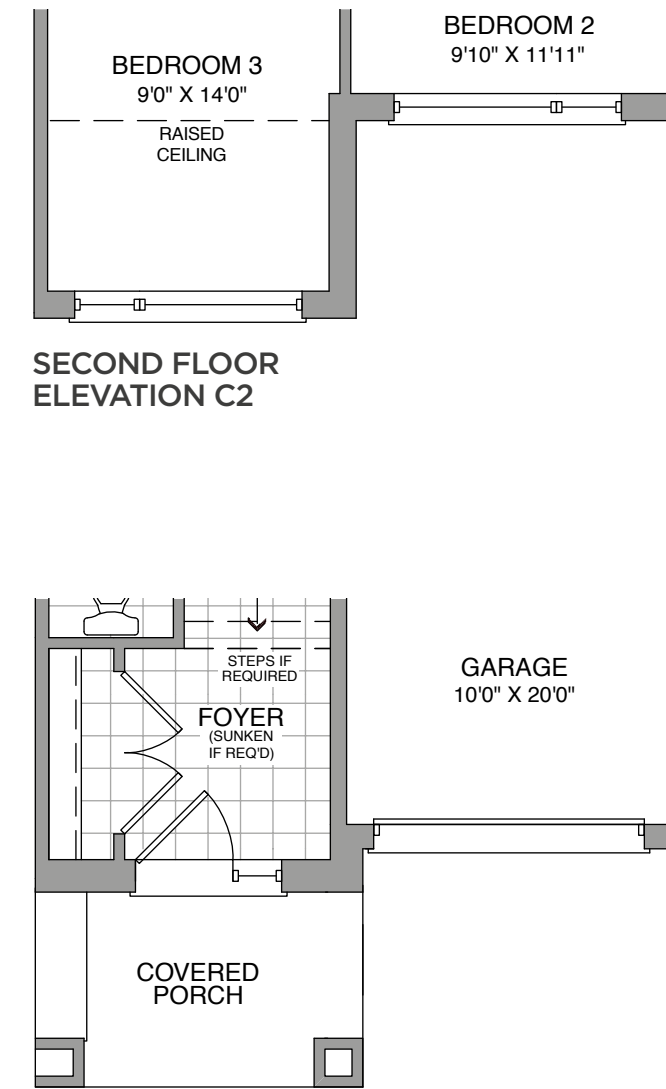 BEDROOM 2
9'10" X 11'11"
BEDROOM 3
9'0" X 14'0"
RAISED
CEILING
SECOND FLOOR
ELEVATION C2
STEPS IF
REQUIRED
FOYER
(SUNKEN
IF REQ'D)
GARAGE
10'0" X 20'0"
COVERED
PORCH